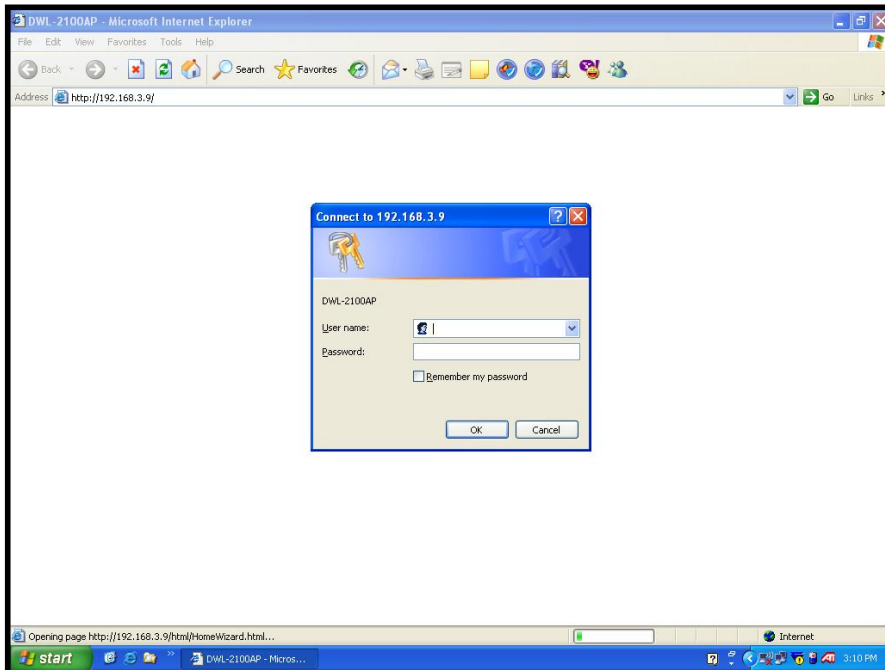 DWL-2100AP - Microsoft Internet Explorer
File Edit View Favorites Tools Help
Back Search Favorites
Address http://192.168.3.9/ Go Links »
Connect to 192.168.3.9
DWL-2100AP
User name:
Password:
Remember my password
OK Cancel
Opening page http://192.168.3.9/html/HomeWizard.html... Internet
start » DWL-2100AP - Micros... 3:10 PM